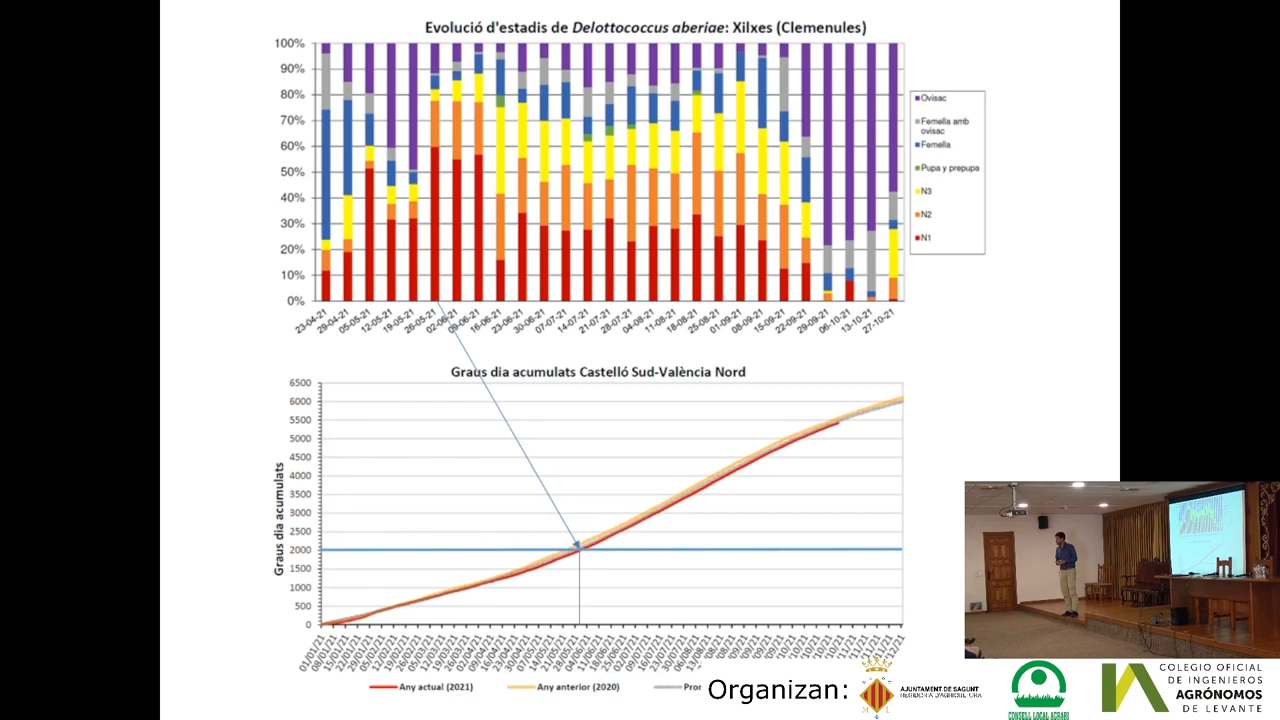 Evolució d'estadis de Delottococcus aberiae: Xilxes (Clemenules)
100%
90%
80%
70%
60%
50%
40%
30%
20%
10%
0%
23-04-21
29-04-21
05-05-21
12-05-21
19-05-21
26-05-21
02-06-21
09-06-21
16-06-21
23-06-21
30-06-21
07-07-21
14-07-21
21-07-21
28-07-21
04-08-21
11-08-21
18-08-21
25-08-21
01-09-21
08-09-21
15-09-21
22-09-21
29-09-21
06-10-21
13-10-21
27-10-21
Ovisac
Femella amb
ovisac
Femella
Pupa y prepupa
N3
N2
N1
Graus dia acumulats Castelló Sud-València Nord
Graus dia acumulats
6500
6000
5500
5000
4500
4000
3500
3000
2500
2000
1500
1000
500
0
Any actual (2021)
Any anterior (2020)
Organizan:
AJUNTAMENT DE SAGUNT
REGIDORIA D'AGRICULTURA
CONSELL LOCAL AGRARI
COLEGIO OFICIAL
DE INGENIEROS
AGRÓNOMOS
DE LEVANTE